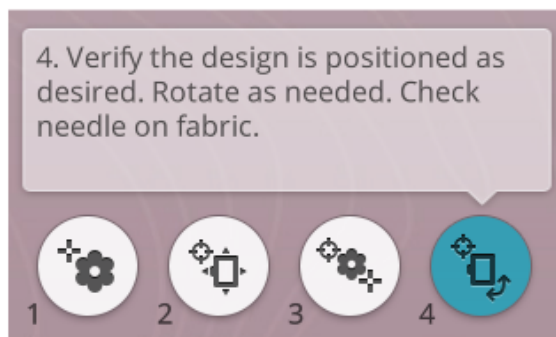 4. Verify the design is positioned as
desired. Rotate as needed. Check
needle on fabric.
1 2 3 4